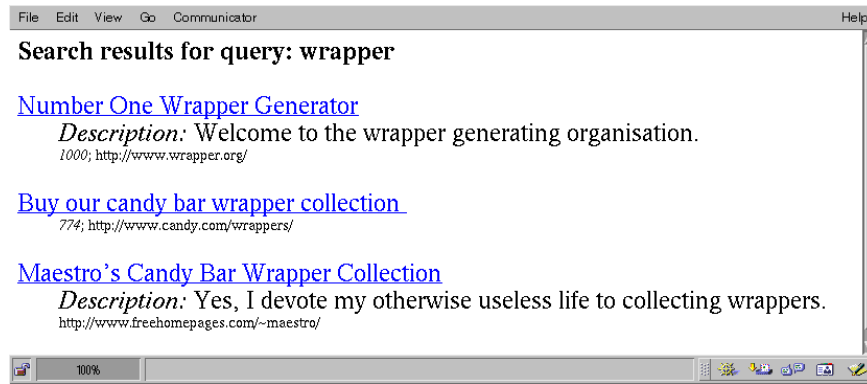 File Edit View Go Communicator Help
Search results for query: wrapper
Number One Wrapper Generator
Description: Welcome to the wrapper generating organisation.
1000; http://www.wrapper.org/
Buy our candy bar wrapper collection
774; http://www.candy.com/wrappers/
Maestro's Candy Bar Wrapper Collection
Description: Yes, I devote my otherwise useless life to collecting wrappers.
http://www.freehomepages.com/~maestro/
100%